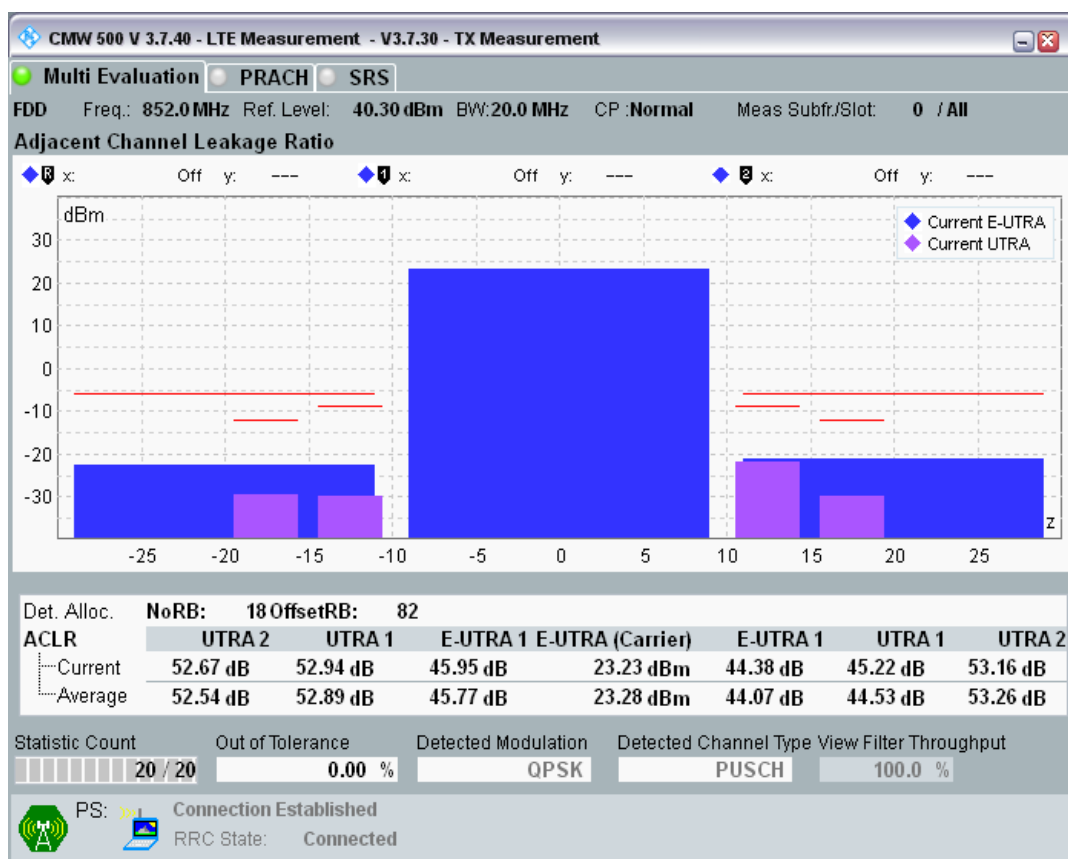 CMW 500 V 3.7.40 - LTE Measurement - V3.7.30 - TX Measurement
Multi Evaluation PRACH SRS
FDD Freq.: 852.0 MHz Ref. Level: 40.30 dBm BW:20.0 MHz CP :Normal Meas Subfr./Slot: 0 / All
Adjacent Channel Leakage Ratio
R x: Off y: --- 1 x: Off y: --- 2 x: Off y: ---
dBm
Current E-UTRA
Current UTRA
30
20
10
0
-10
-20
-30
z
-25 -20 -15 -10 -5 0 5 10 15 20 25
Det. Alloc. NoRB: 18 OffsetRB: 82
ACLR UTRA 2 UTRA 1 E-UTRA 1 E-UTRA (Carrier) E-UTRA 1 UTRA 1 UTRA 2
Current 52.67 dB 52.94 dB 45.95 dB 23.23 dBm 44.38 dB 45.22 dB 53.16 dB
Average 52.54 dB 52.89 dB 45.77 dB 23.28 dBm 44.07 dB 44.53 dB 53.26 dB
Statistic Count Out of Tolerance Detected Modulation Detected Channel Type View Filter Throughput
20 / 20 0.00 % QPSK PUSCH 100.0 %
PS: Connection Established
RRC State: Connected